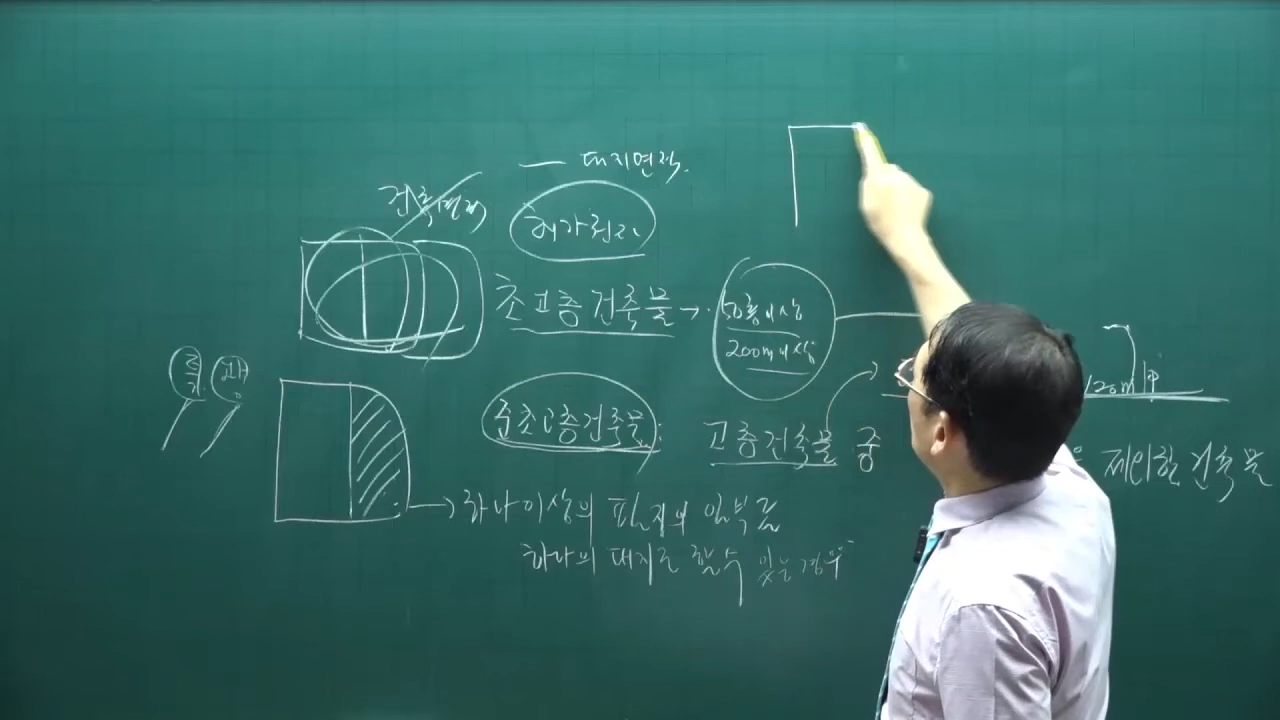 대지면적.
건축면적
허가권자
초고층건축물 → 50층이상
200m이상
준초고층건축물: 고층건축물 중
120m
제외한 건축물
→ 하나이상의 필지의 일부를
하나의 대지로 할수 있는 경우